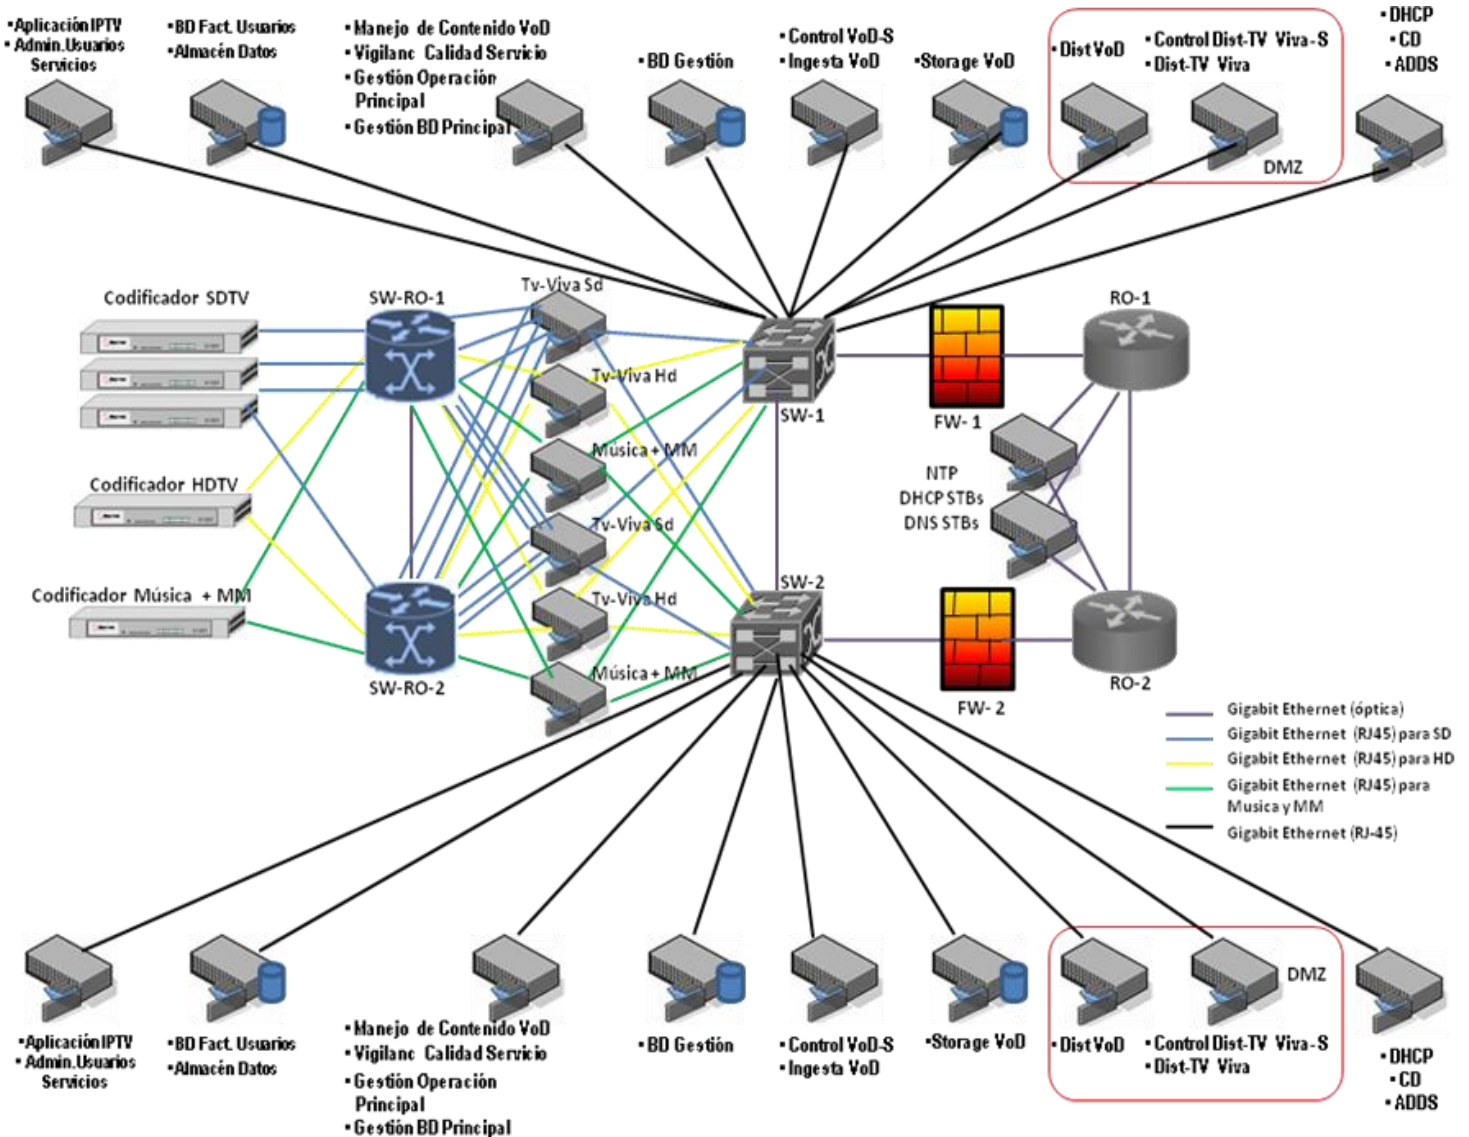 ▪Aplicación IPTV
▪ Admin.Usuarios
Servicios
▪BD Fact. Usuarios
▪Almacén Datos
▪Manejo de Contenido VoD
▪Vigilanc Calidad Servicio
▪Gestión Operación
Principal
▪Gestión BD Principal
▪BD Gestión
▪Control VoD-S
▪Ingesta VoD
▪Storage VoD
▪Dist VoD
▪Control Dist-TV Viva-S
▪Dist-TV Viva
DMZ
▪DHCP
▪CD
▪ADDS
Codificador SDTV
SW-RO-1
Tv-Viva Sd
RO-1
Tv-Viva Hd
SW-1
FW- 1
Música + MM
Codificador HDTV
NTP
DHCP STBs
DNS STBs
Tv-Viva Sd
SW-2
Codificador Música + MM
Tv-Viva Hd
Música + MM
SW-RO-2
RO-2
FW- 2
Gigabit Ethernet (óptica)
Gigabit Ethernet (RJ45) para SD
Gigabit Ethernet (RJ45) para HD
Gigabit Ethernet (RJ45) para
Musica y MM
Gigabit Ethernet (RJ-45)
▪Aplicación IPTV
▪ Admin.Usuarios
Servicios
▪BD Fact. Usuarios
▪Almacén Datos
▪Manejo de Contenido VoD
▪Vigilanc Calidad Servicio
▪Gestión Operación
Principal
▪Gestión BD Principal
▪BD Gestión
▪Control VoD-S
▪Ingesta VoD
▪Storage VoD
▪Dist VoD
▪Control Dist-TV Viva-S
▪Dist-TV Viva
DMZ
▪DHCP
▪CD
▪ADDS